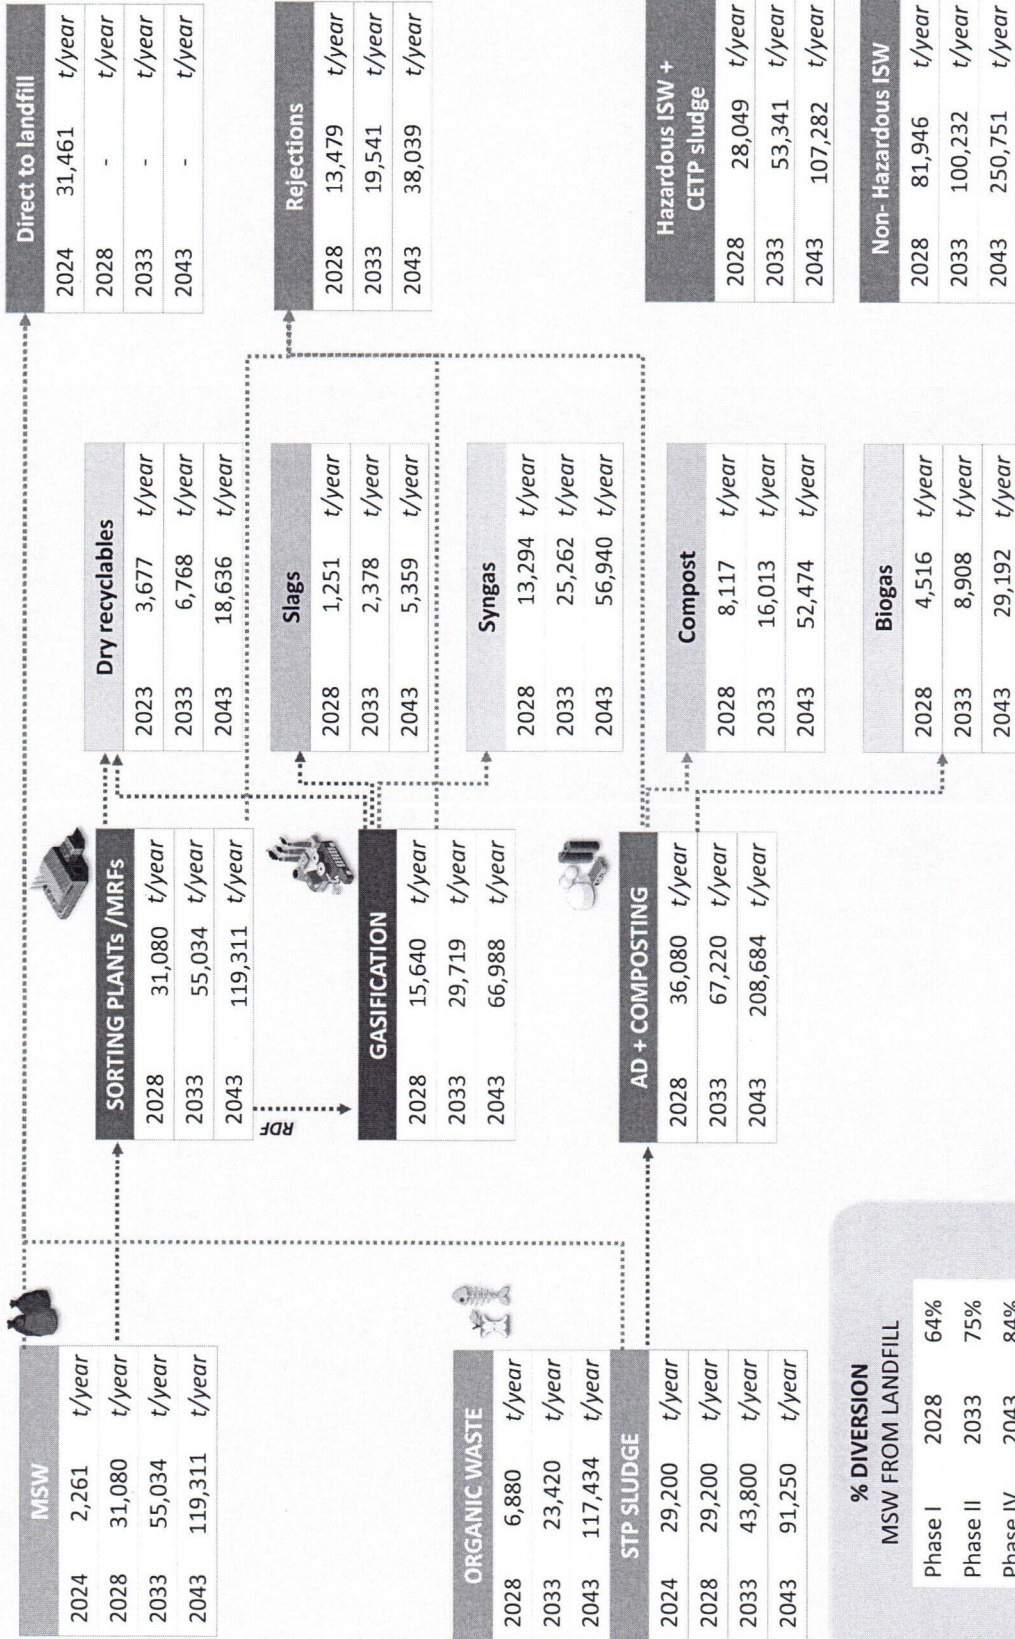 MSW
2024 2,261 t/year
2028 31,080 t/year
2033 55,034 t/year
2043 119,311 t/year
ORGANIC WASTE
2028 6,880 t/year
2033 23,420 t/year
2043 117,434 t/year
STP SLUDGE
2024 29,200 t/year
2028 29,200 t/year
2033 43,800 t/year
2043 91,250 t/year
% DIVERSION
MSW FROM LANDFILL
Phase I 2028 64%
Phase II 2033 75%
Phase IV 2043 84%
SORTING PLANTs /MRFs
2028 31,080 t/year
2033 55,034 t/year
2043 119,311 t/year
RDF
GASIFICATION
2028 15,640 t/year
2033 29,719 t/year
2043 66,988 t/year
AD + COMPOSTING
2028 36,080 t/year
2033 67,220 t/year
2043 208,684 t/year
Dry recyclables
2023 3,677 t/year
2033 6,768 t/year
2043 18,636 t/year
Slags
2028 1,251 t/year
2033 2,378 t/year
2043 5,359 t/year
Syngas
2028 13,294 t/year
2033 25,262 t/year
2043 56,940 t/year
Compost
2028 8,117 t/year
2033 16,013 t/year
2043 52,474 t/year
Biogas
2028 4,516 t/year
2033 8,908 t/year
2043 29,192 t/year
Direct to landfill
2024 31,461 t/year
2028 - t/year
2033 - t/year
2043 - t/year
Rejections
2028 13,479 t/year
2033 19,541 t/year
2043 38,039 t/year
Hazardous ISW +
CETP sludge
2028 28,049 t/year
2033 53,341 t/year
2043 107,282 t/year
Non- Hazardous ISW
2028 81,946 t/year
2033 100,232 t/year
2043 250,751 t/year